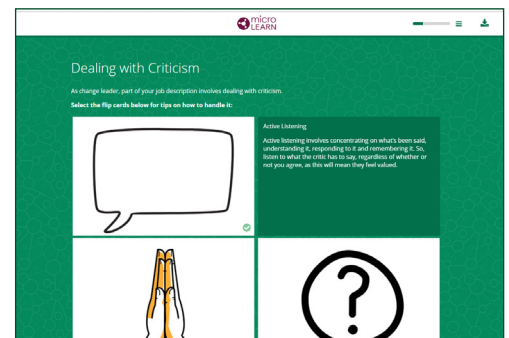 micro
LEARN
Dealing with Criticism
As change leader, part of your job description involves dealing with criticism.
Select the flip cards below for tips on how to handle it:
Active Listening
Active listening involves concentrating on what's been said,
understanding it, responding to it and remembering it. So,
listen to what the critic has to say, regardless of whether or
not you agree, as this will mean they feel valued.
?